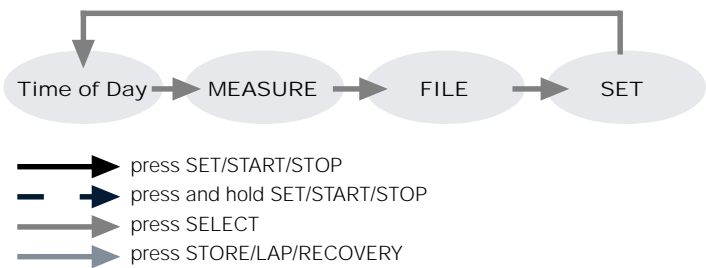 Time of Day MEASURE FILE SET
press SET/START/STOP
press and hold SET/START/STOP
press SELECT
press STORE/LAP/RECOVERY